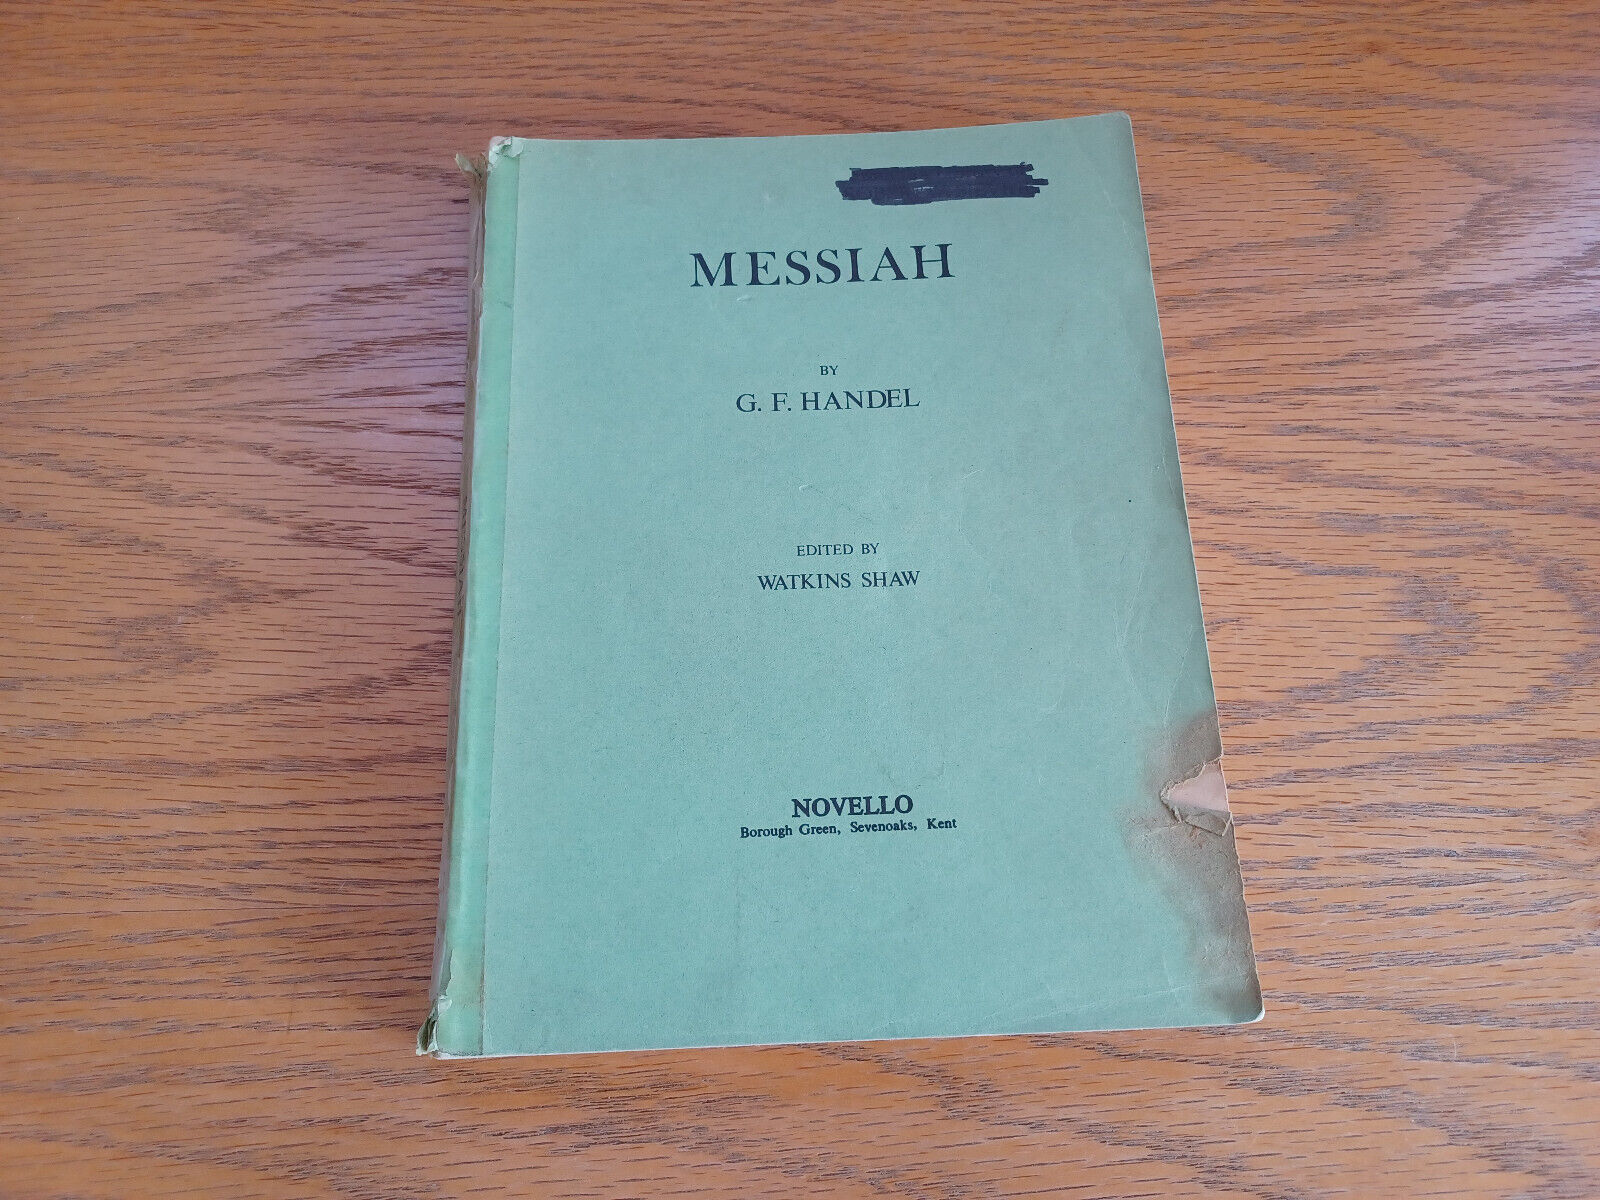 MESSIAH
BY
G. F. HANDEL
EDITED BY
WATKINS SHAW
NOVELLO
Borough Green, Sevenoaks, Kent